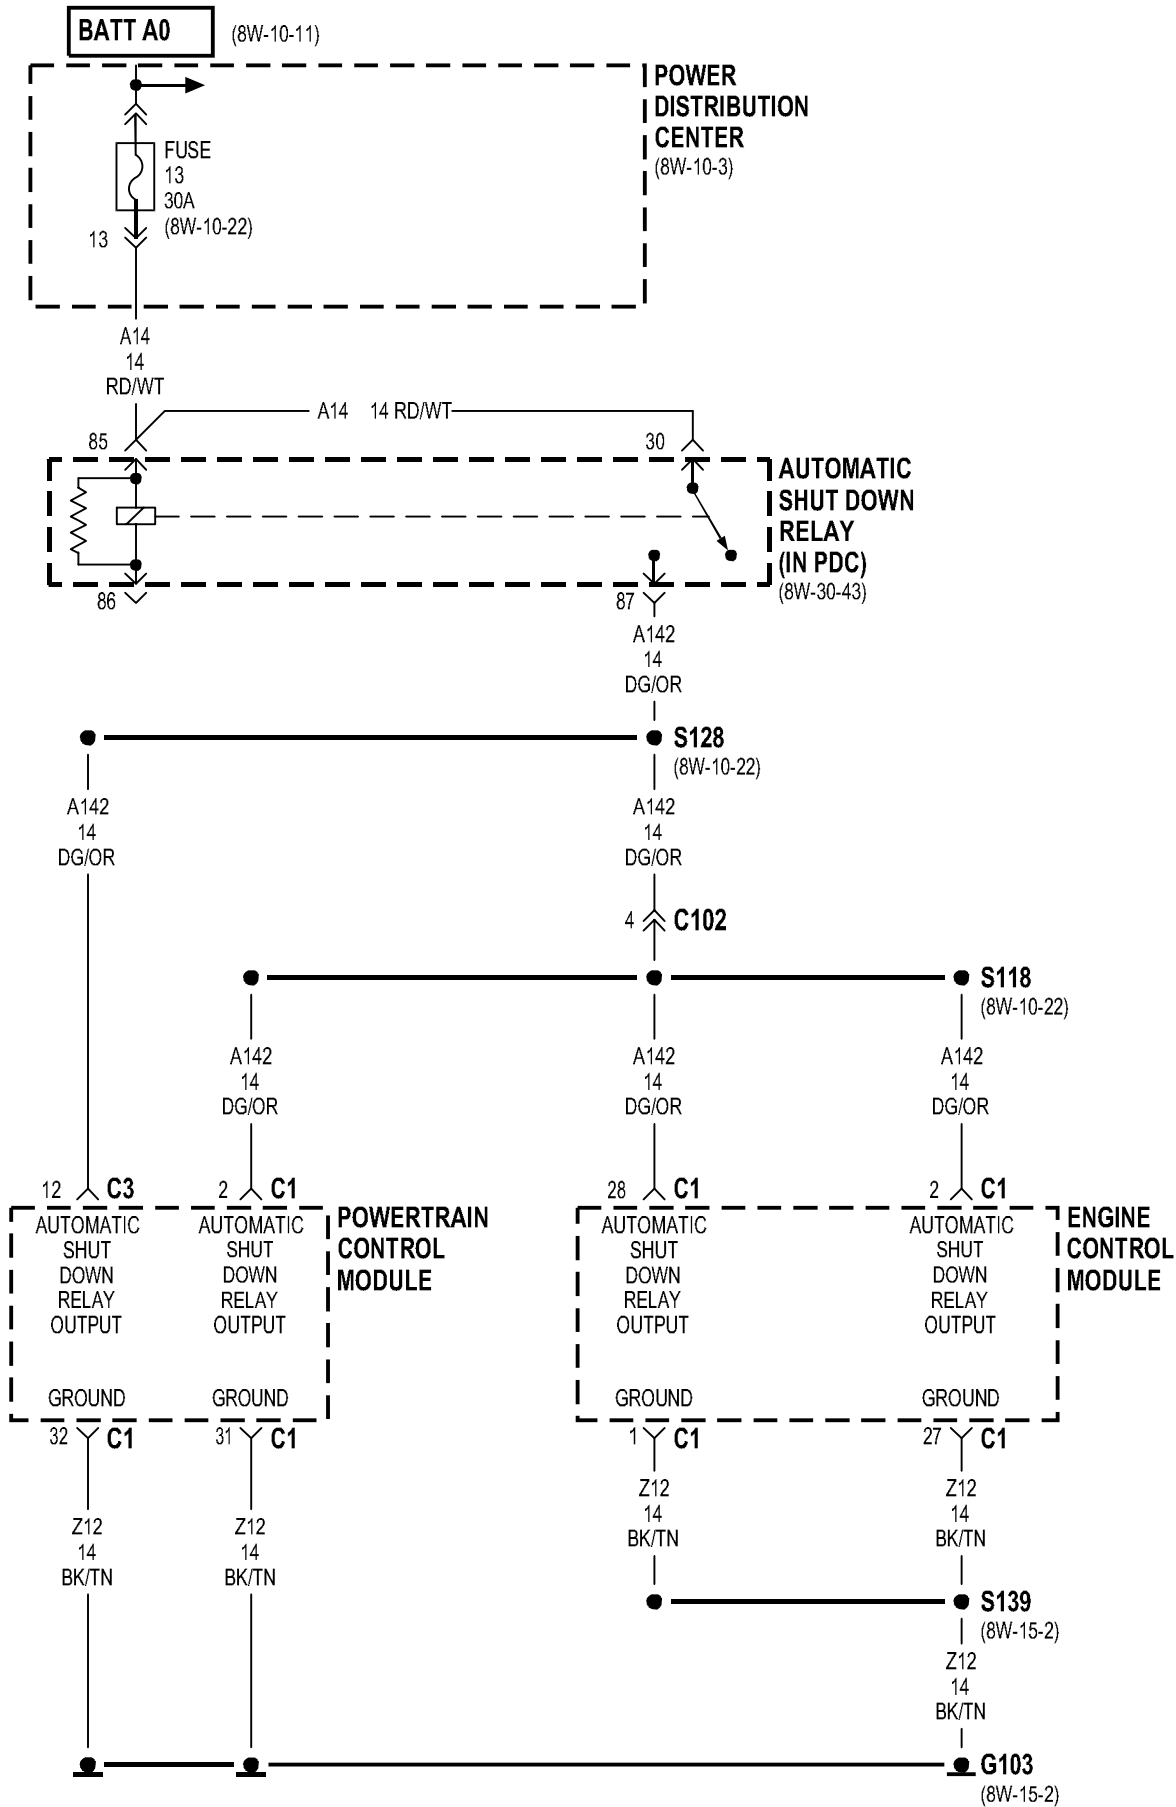 BATT A0
(8W-10-11)
POWER
DISTRIBUTION
CENTER
(8W-10-3)
FUSE
13
30A
(8W-10-22)
13
A14
14
RD/WT
A14 14 RD/WT
85
30
AUTOMATIC
SHUT DOWN
RELAY
(IN PDC)
(8W-30-43)
86
87
A142
14
DG/OR
S128
(8W-10-22)
A142
14
DG/OR
A142
14
DG/OR
4
C102
S118
(8W-10-22)
A142
14
DG/OR
A142
14
DG/OR
A142
14
DG/OR
12
C3
2
C1
28
C1
2
C1
AUTOMATIC
SHUT
DOWN
RELAY
OUTPUT
AUTOMATIC
SHUT
DOWN
RELAY
OUTPUT
POWERTRAIN
CONTROL
MODULE
AUTOMATIC
SHUT
DOWN
RELAY
OUTPUT
AUTOMATIC
SHUT
DOWN
RELAY
OUTPUT
ENGINE
CONTROL
MODULE
GROUND
GROUND
GROUND
GROUND
32
C1
31
C1
1
C1
27
C1
Z12
14
BK/TN
Z12
14
BK/TN
Z12
14
BK/TN
Z12
14
BK/TN
S139
(8W-15-2)
Z12
14
BK/TN
G103
(8W-15-2)